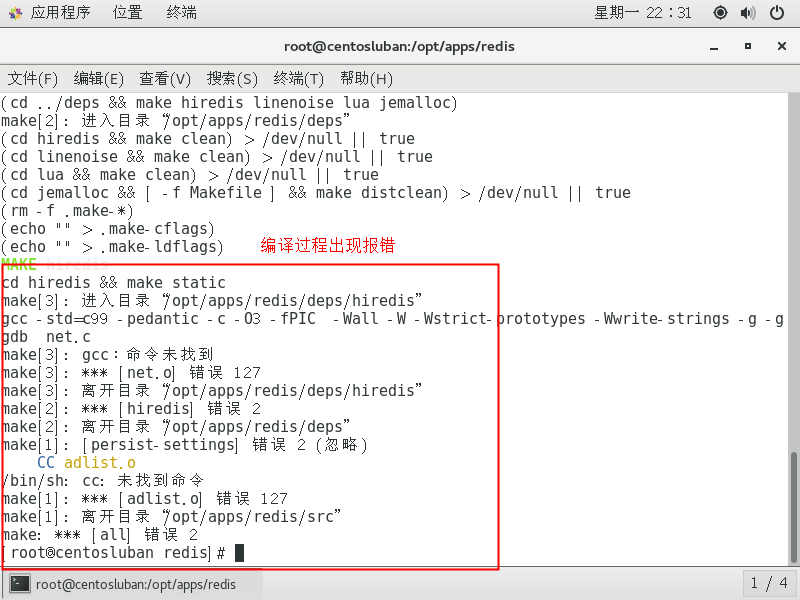 应用程序 位置 终端 星期一 22∶31
root@centosluban:/opt/apps/redis
文件(F) 编辑(E) 查看(V) 搜索(S) 终端(T) 帮助(H)
(cd ../deps && make hiredis linenoise lua jemalloc)
make[2]: 进入目录“/opt/apps/redis/deps”
(cd hiredis && make clean) > /dev/null || true
(cd linenoise && make clean) > /dev/null || true
(cd lua && make clean) > /dev/null || true
(cd jemalloc && [ -f Makefile ] && make distclean) > /dev/null || true
(rm -f .make-*)
(echo "" > .make-cflags)
(echo "" > .make-ldflags) 编译过程出现报错
MAKE hiredis
cd hiredis && make static
make[3]: 进入目录“/opt/apps/redis/deps/hiredis”
gcc -std=c99 -pedantic -c -O3 -fPIC -Wall -W -Wstrict-prototypes -Wwrite-strings -g -g
gdb net.c
make[3]: gcc：命令未找到
make[3]: *** [net.o] 错误 127
make[3]: 离开目录“/opt/apps/redis/deps/hiredis”
make[2]: *** [hiredis] 错误 2
make[2]: 离开目录“/opt/apps/redis/deps”
make[1]: [persist-settings] 错误 2 (忽略)
CC adlist.o
/bin/sh: cc: 未找到命令
make[1]: *** [adlist.o] 错误 127
make[1]: 离开目录“/opt/apps/redis/src”
make: *** [all] 错误 2
[root@centosluban redis]#
root@centosluban:/opt/apps/redis 1 / 4